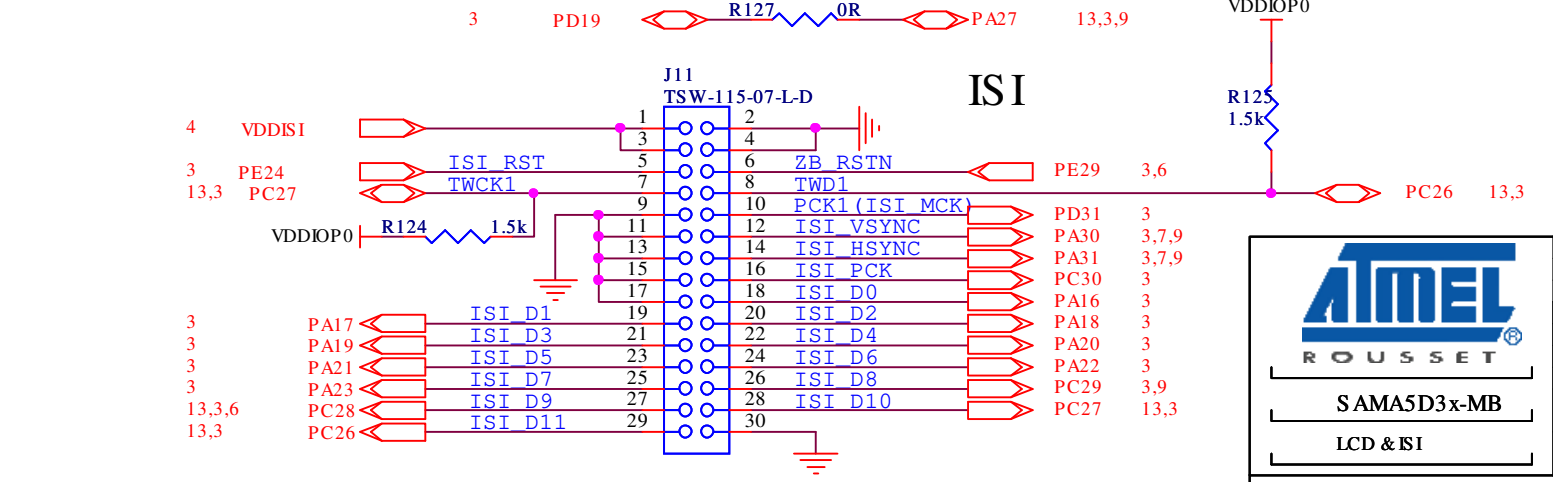 3 PD19 R127 0R PA27 13,3,9 VDDIOP0
J11
TSW-115-07-L-D
ISI
R125
1.5k
4 VDDISI 1 2
3 4
3 PE24 ISI_RST 5 6 ZB_RSTN PE29 3,6
13,3 PC27 TWCK1 7 8 TWD1 PC26 13,3
9 10 PCK1(ISI_MCK) PD31 3
VDDIOP0 R124 1.5k 11 12 ISI_VSYNC PA30 3,7,9
13 14 ISI_HSYNC PA31 3,7,9
15 16 ISI_PCK PC30 3
17 18 ISI_D0 PA16 3
3 PA17 ISI_D1 19 20 ISI_D2 PA18 3
3 PA19 ISI_D3 21 22 ISI_D4 PA20 3
3 PA21 ISI_D5 23 24 ISI_D6 PA22 3
3 PA23 ISI_D7 25 26 ISI_D8 PC29 3,9
13,3,6 PC28 ISI_D9 27 28 ISI_D10 PC27 13,3
13,3 PC26 ISI_D11 29 30
ATMEL ®
ROUSSET
SAMA5D3x-MB
LCD & ISI